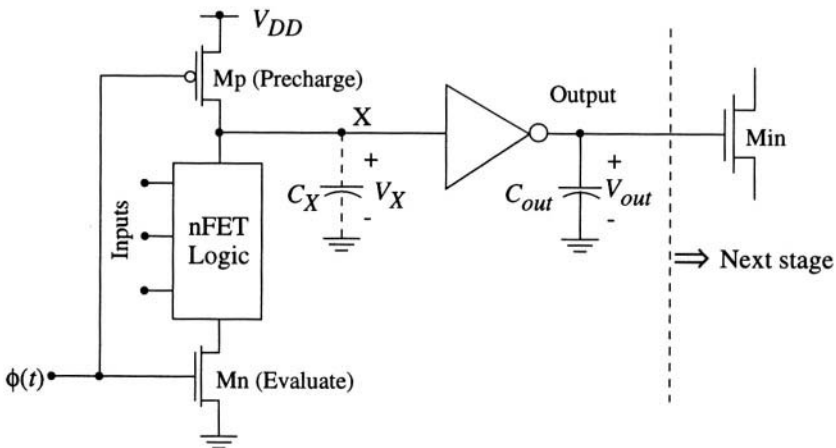 V_DD
Mp (Precharge)
X
Output
Min
+
C_X
V_X
-
+
C_out
V_out
-
Inputs
nFET
Logic
⇒ Next stage
ϕ(t)
Mn (Evaluate)